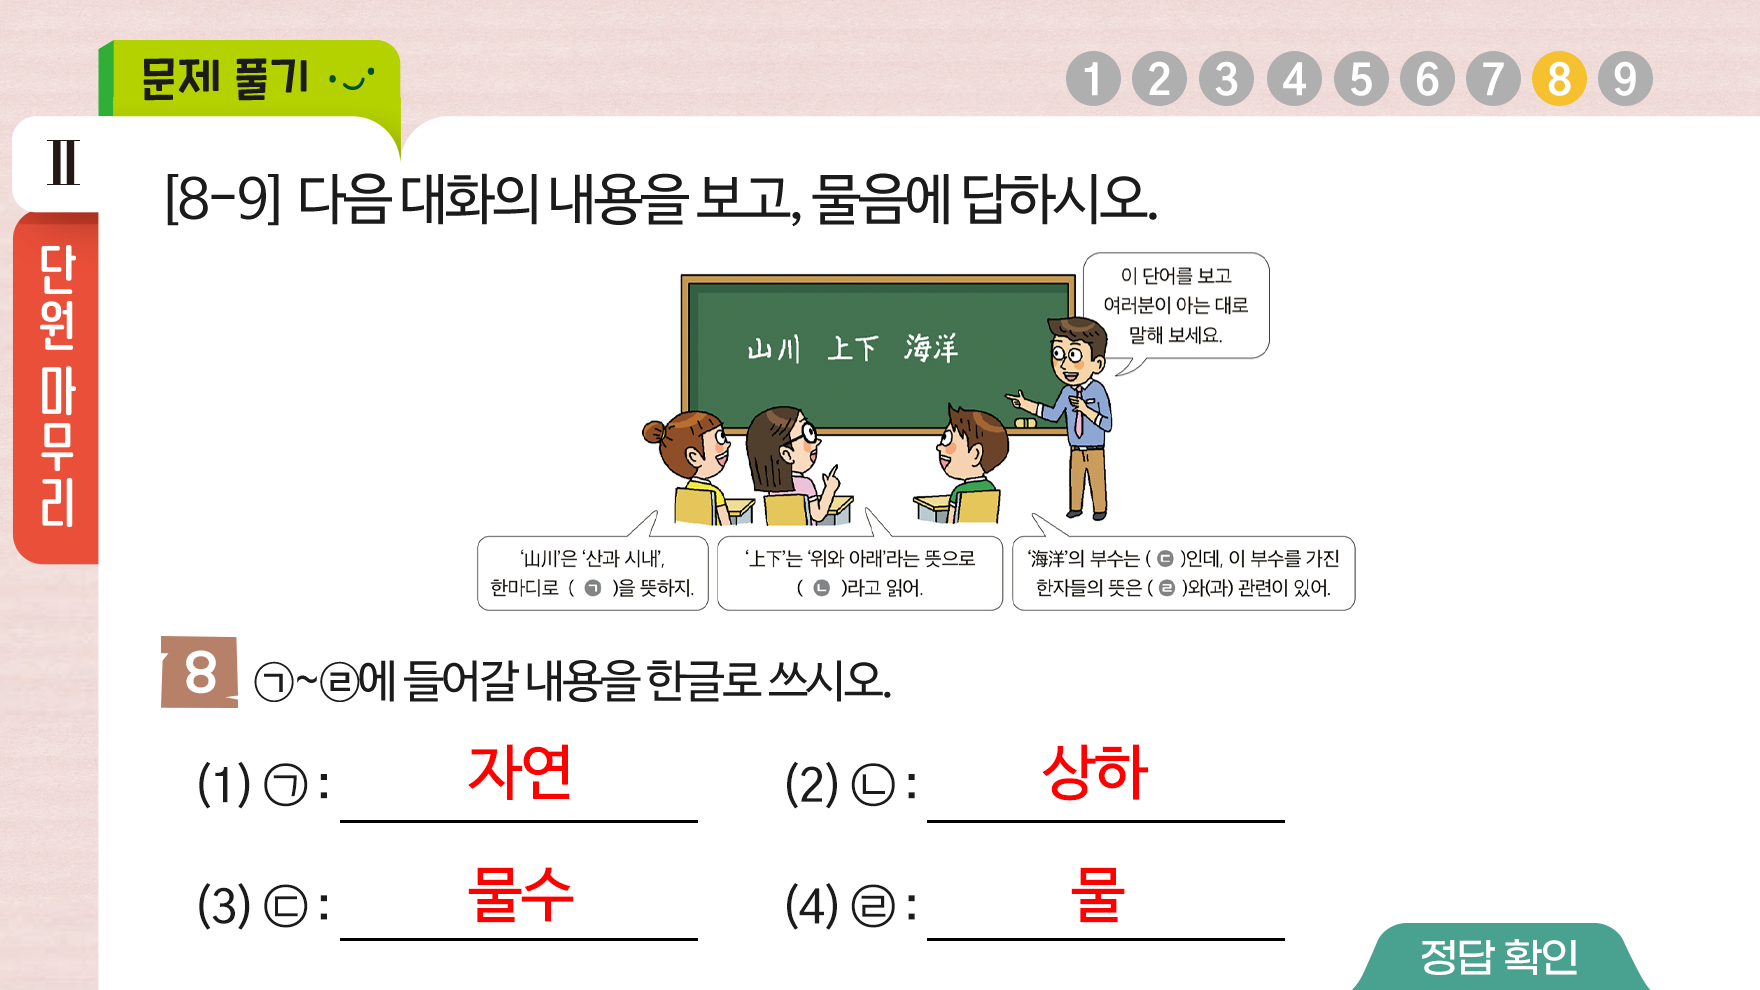 문제 풀기
1 2 3 4 5 6 7 8 9
Ⅱ
단원 마무리
[8-9] 다음 대화의 내용을 보고, 물음에 답하시오.
이 단어를 보고
여러분이 아는 대로
말해 보세요.
山川 上下 海洋
‘山川’은 ‘산과 시내’,
한마디로 ( ㉠ )을 뜻하지.
‘上下’는 ‘위와 아래’라는 뜻으로
( ㉡ )라고 읽어.
‘海洋’의 부수는 ( ㉢ )인데, 이 부수를 가진
한자들의 뜻은 ( ㉣ )와(과) 관련이 있어.
8 ㉠~㉣에 들어갈 내용을 한글로 쓰시오.
(1) ㉠ : 자연
(2) ㉡ : 상하
(3) ㉢ : 물수
(4) ㉣ : 물
정답 확인